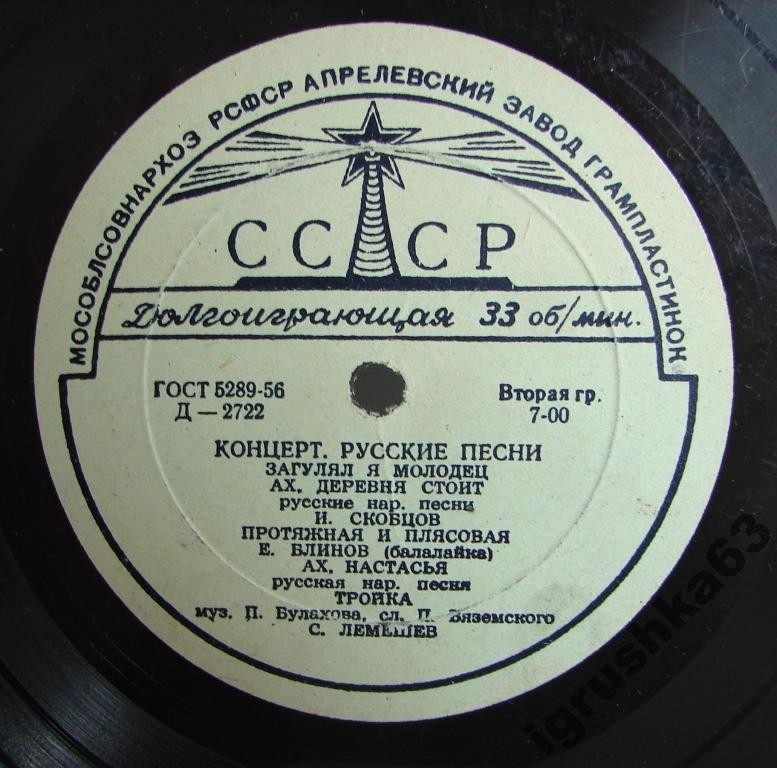 МОСОБЛСОВНАРХОЗ РСФСР АПРЕЛЕВСКИЙ ЗАВОД ГРАМПЛАСТИНОК
СССР
Долгоиграющая 33 об/мин.
ГОСТ 5289-56
Д — 2722
Вторая гр.
7-00
КОНЦЕРТ. РУССКИЕ ПЕСНИ
ЗАГУЛЯЛ Я МОЛОДЕЦ
АХ, ДЕРЕВНЯ СТОИТ
русские нар. песни
И. СКОБЦОВ
ПРОТЯЖНАЯ И ПЛЯСОВАЯ
Е. БЛИНОВ (балалайка)
АХ, НАСТАСЬЯ
русская нар. песня
ТРОЙКА
муз. П. Булахова, сл. П. Вяземского
С. ЛЕМЕШЕВ
igrushka63